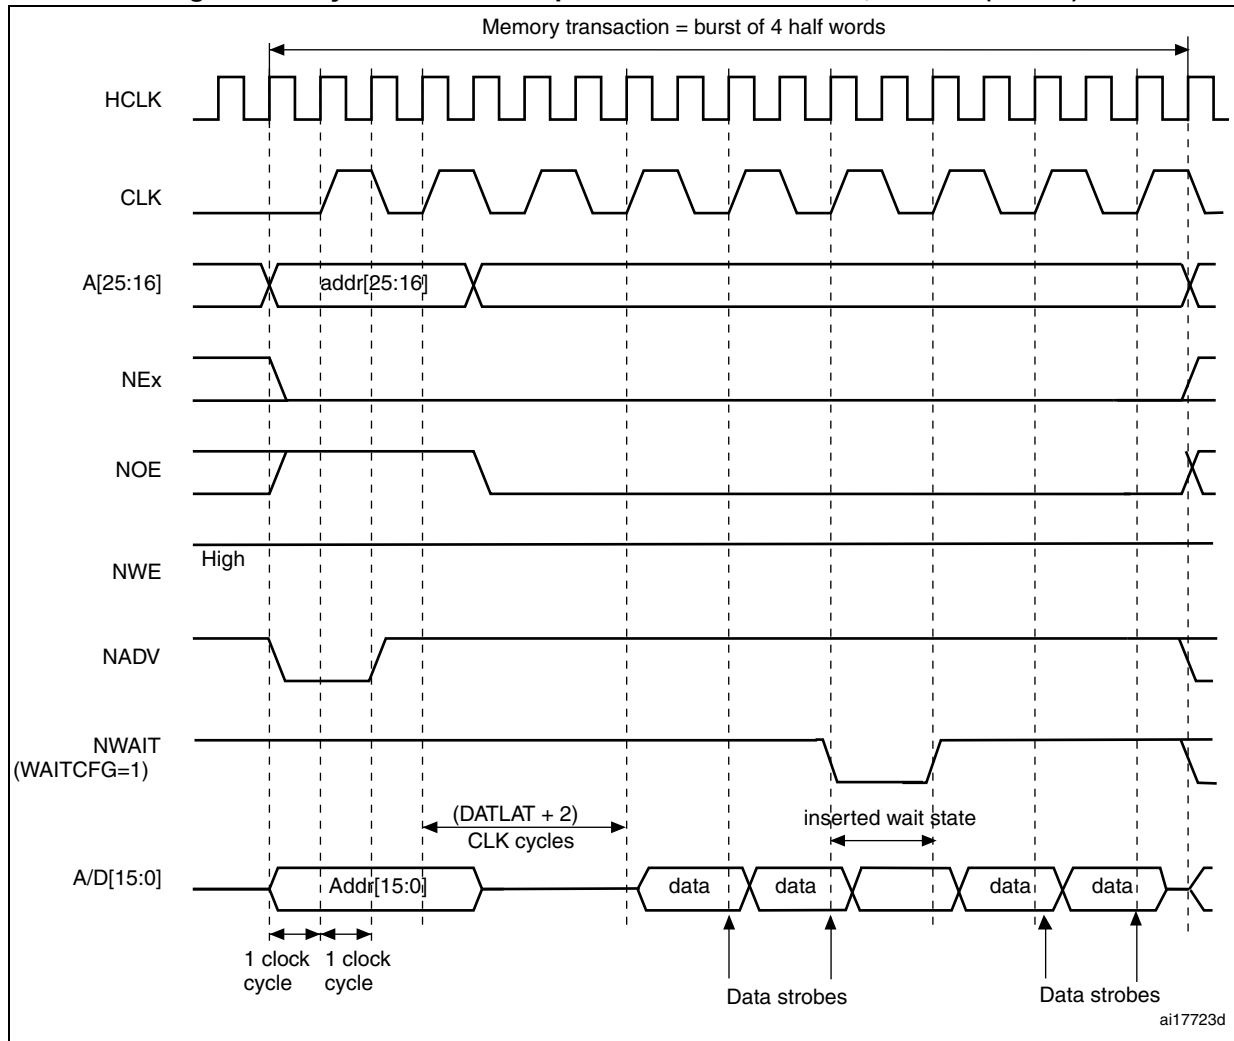 Memory transaction = burst of 4 half words
HCLK
CLK
A[25:16]
addr[25:16]
NEx
NOE
High
NWE
NADV
NWAIT
(WAITCFG=1)
(DATLAT + 2)
CLK cycles
inserted wait state
A/D[15:0]
Addr[15:0]
data
data
data
data
1 clock
cycle
1 clock
cycle
Data strobes
Data strobes
ai17723d